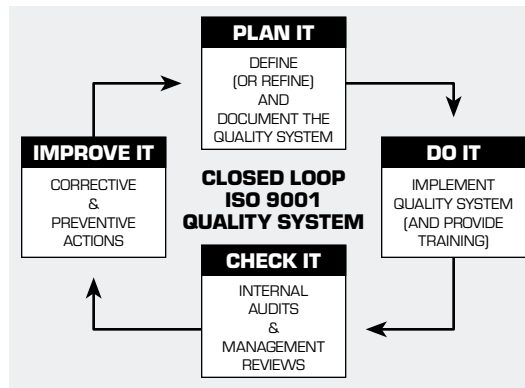 PLAN IT
DEFINE
(OR REFINE)
AND
DOCUMENT THE
QUALITY SYSTEM
DO IT
IMPLEMENT
QUALITY SYSTEM
(AND PROVIDE
TRAINING)
CHECK IT
INTERNAL
AUDITS
&
MANAGEMENT
REVIEWS
IMPROVE IT
CORRECTIVE
&
PREVENTIVE
ACTIONS
CLOSED LOOP
ISO 9001
QUALITY SYSTEM